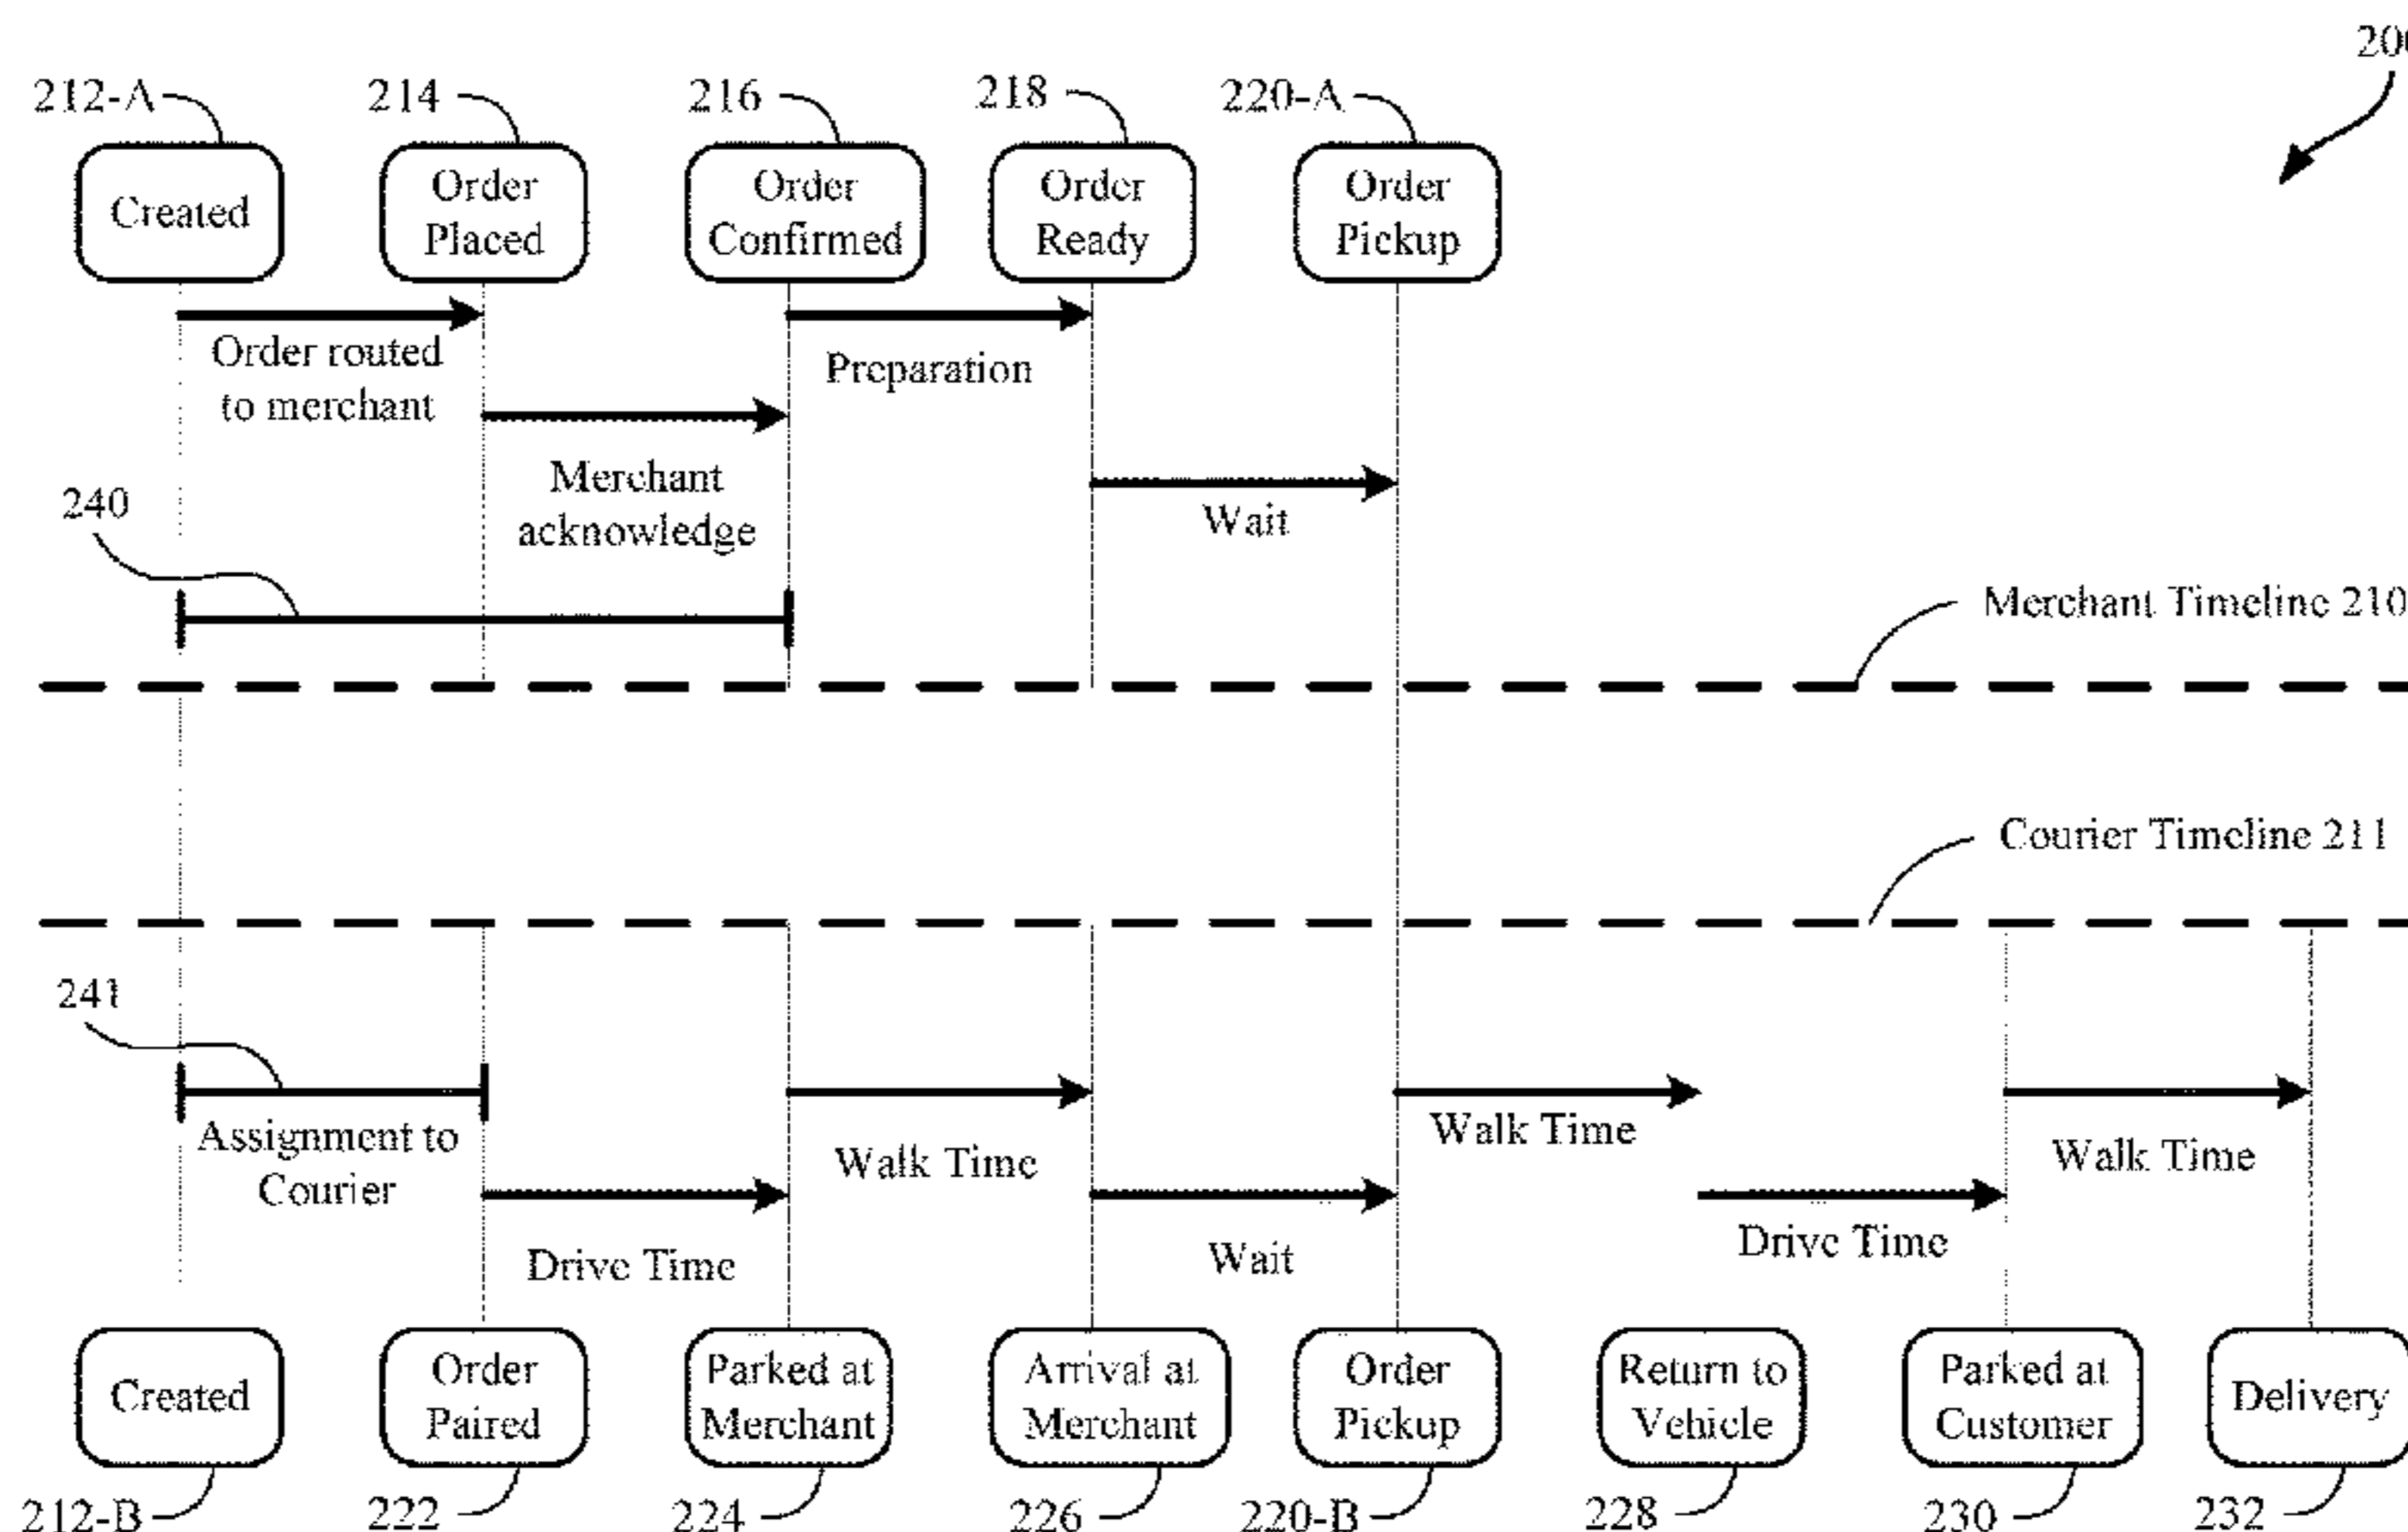 200
212-A
214
216
218
220-A
Created
Order
Placed
Order
Confirmed
Order
Ready
Order
Pickup
Order routed
to merchant
Preparation
Merchant
acknowledge
Wait
240
Merchant Timeline 210
Courier Timeline 211
241
Assignment to
Courier
Walk Time
Walk Time
Walk Time
Drive Time
Wait
Drive Time
Created
Order
Paired
Parked at
Merchant
Arrival at
Merchant
Order
Pickup
Return to
Vehicle
Parked at
Customer
Delivery
212-B
222
224
226
220-B
228
230
232